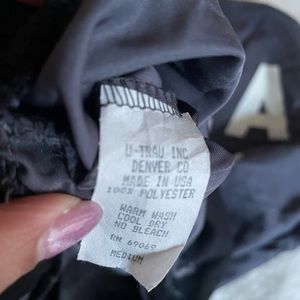 U-TRAU INC
DENVER CO
MADE IN USA
100% POLYESTER
WARM WASH
COOL DRY
NO BLEACH
RN 69069
MEDIUM
A